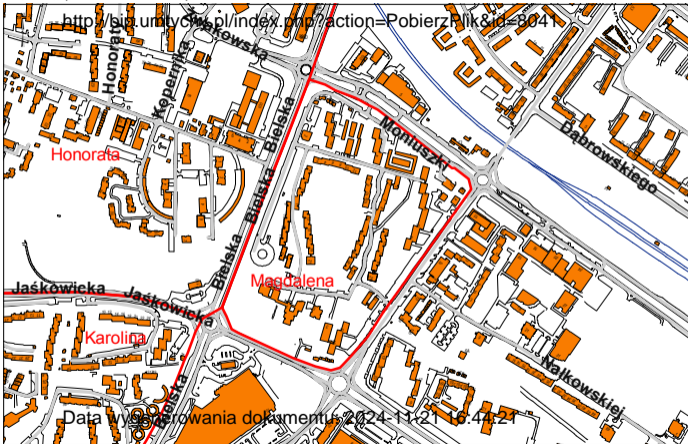 http://bip.umtychy.pl/index.php?action=PobierzPlik&id=8041
Honoraty
Kopernika
Bielska
Moniuszki
Dąbrowskiego
Honorata
Bielska
Bielska
Magdalena
Jaśkowicka
Jaśkowicka
Karolina
Nałkowskiej
Bielska
Data wygenerowania dokumentu: 2024-11-21 16:44:21